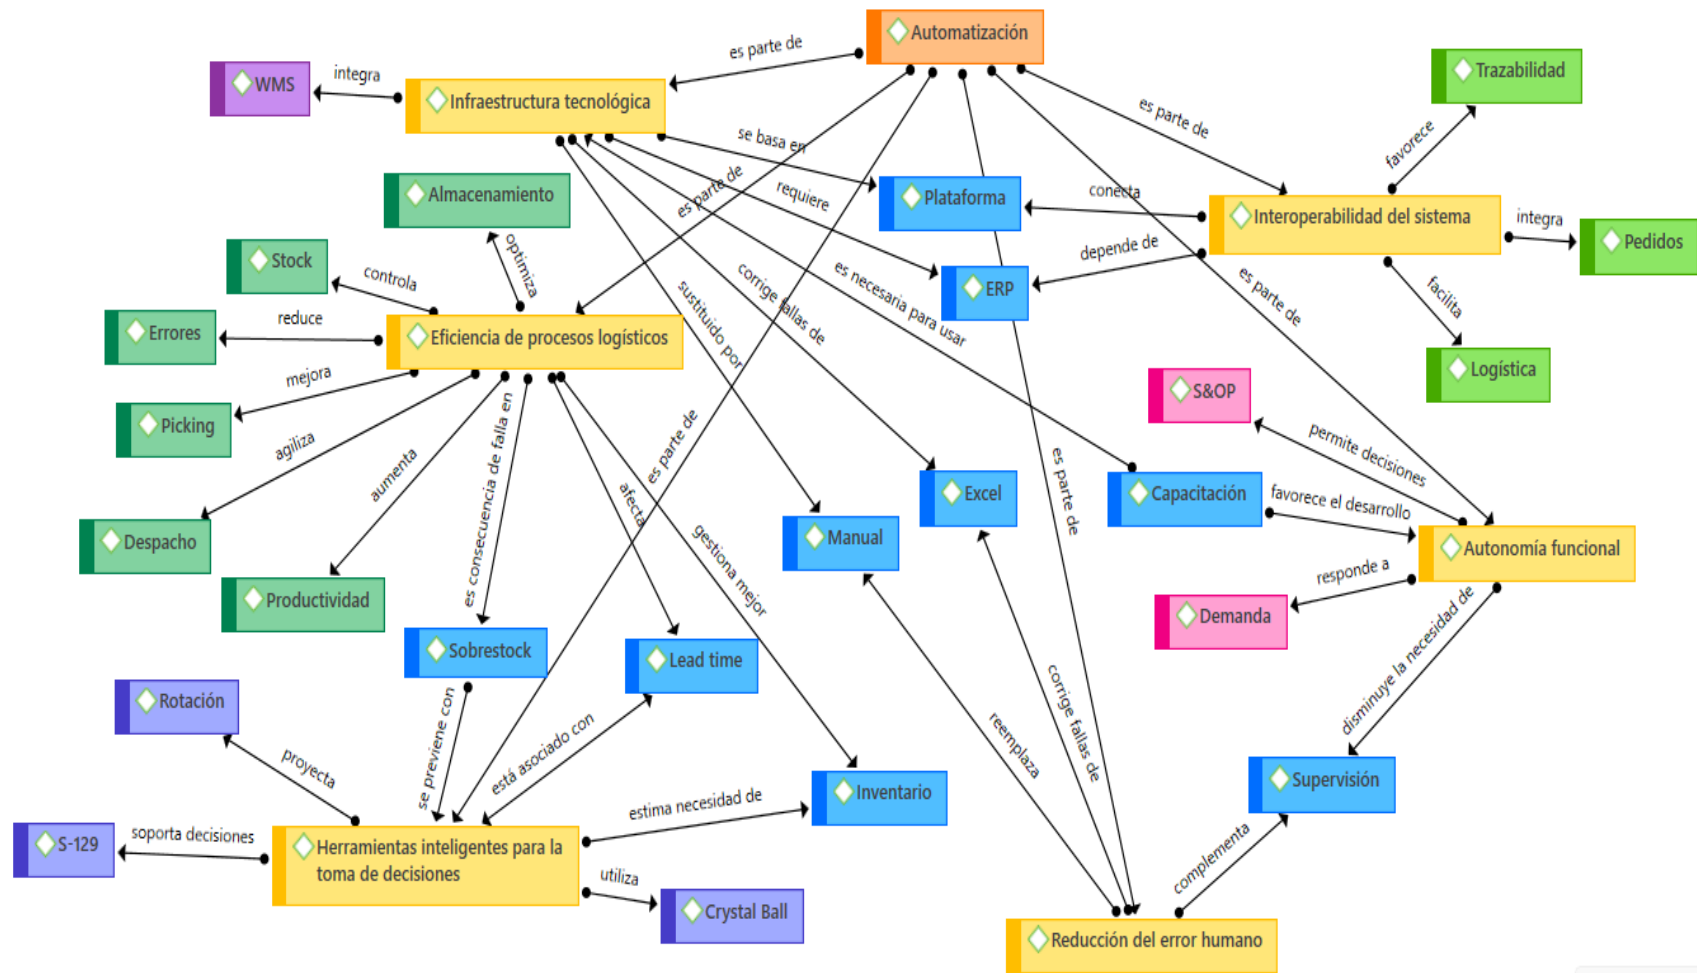 Automatización
es parte de
Trazabilidad
WMS
integra
Infraestructura tecnológica
es parte de
favorece
se basa en
Almacenamiento
es parte de
requiere
Plataforma
conecta
Interoperabilidad del sistema
integra
Pedidos
optimiza
Stock
controla
corrige fallas de
es necesaria para usar
ERP
depende de
es parte de
facilita
sustituido por
Errores
reduce
Eficiencia de procesos logísticos
Logística
mejora
S&OP
Picking
agiliza
aumenta
es consecuencia de falla en
es parte de
permite decisiones
afecta
gestiona mejor
Excel
es parte de
Capacitación
favorece el desarrollo
Despacho
Manual
Autonomía funcional
responde a
Productividad
Demanda
Sobrestock
Lead time
disminuye la necesidad de
Rotación
se previene con
está asociado con
reemplaza
corrige fallas de
proyecta
Supervisión
estima necesidad de
Inventario
S-129
soporta decisiones
Herramientas inteligentes para la
toma de decisiones
complementa
utiliza
Crystal Ball
Reducción del error humano